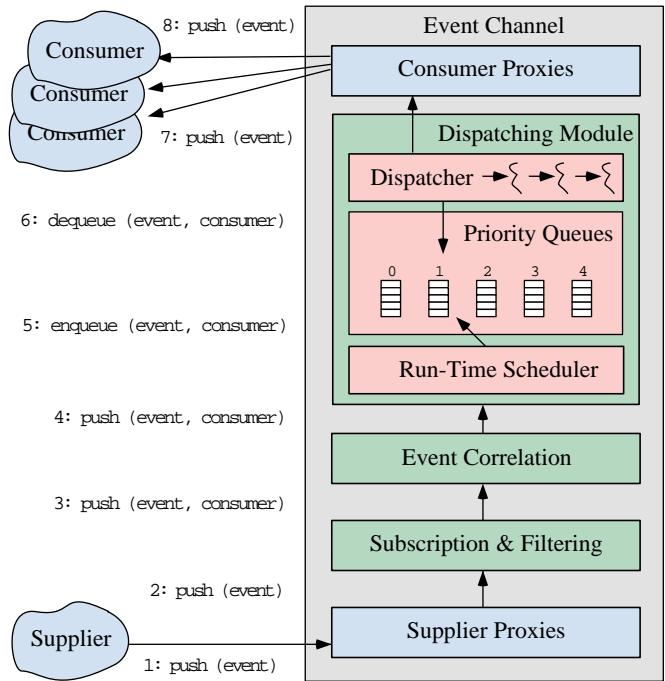 8: push (event)
Event Channel
Consumer
Consumer Proxies
Consumer
Consumer
7: push (event)
Dispatching Module
Dispatcher
6: dequeue (event, consumer)
Priority Queues
0 1 2 3 4
5: enqueue (event, consumer)
Run-Time Scheduler
4: push (event, consumer)
Event Correlation
3: push (event, consumer)
Subscription & Filtering
2: push (event)
Supplier
Supplier Proxies
1: push (event)